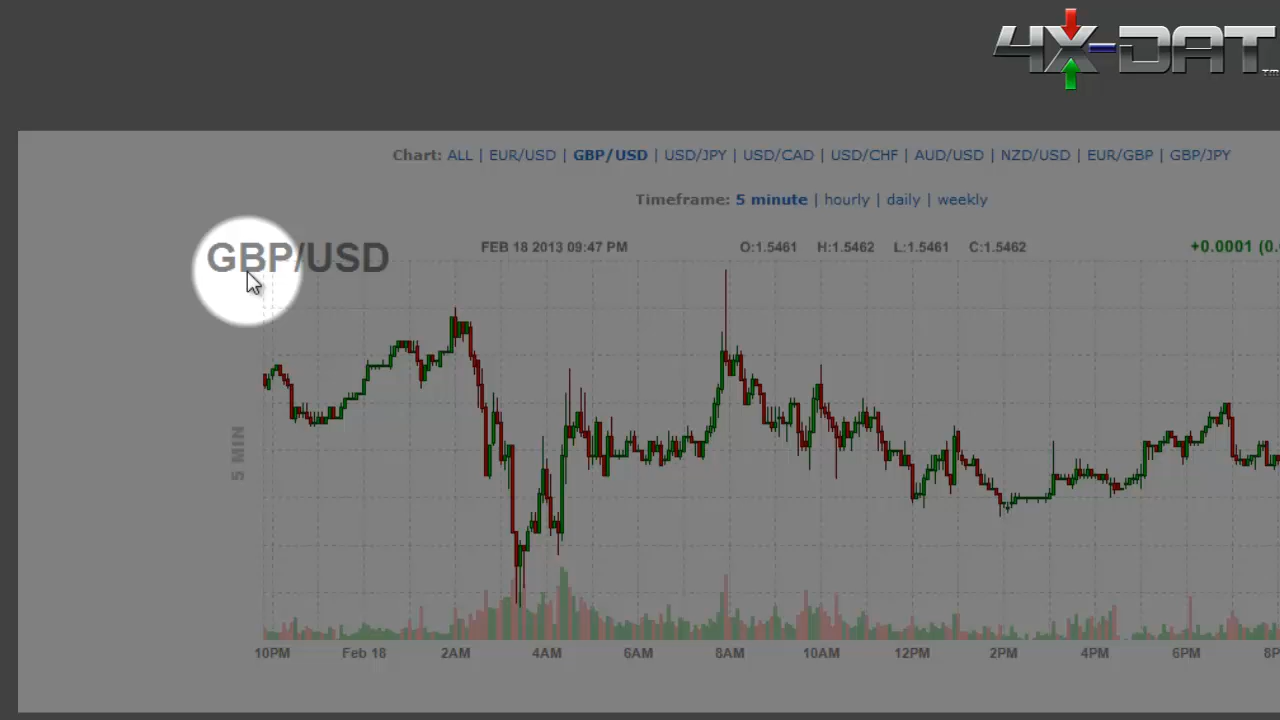 4X-DAT
TM
Chart: ALL | EUR/USD | GBP/USD | USD/JPY | USD/CAD | USD/CHF | AUD/USD | NZD/USD | EUR/GBP | GBP/JPY
Timeframe: 5 minute | hourly | daily | weekly
GBP/USD
FEB 18 2013 09:47 PM O:1.5461 H:1.5462 L:1.5461 C:1.5462 +0.0001 (0.
5 MIN
10PM Feb 18 2AM 4AM 6AM 8AM 10AM 12PM 2PM 4PM 6PM 8P